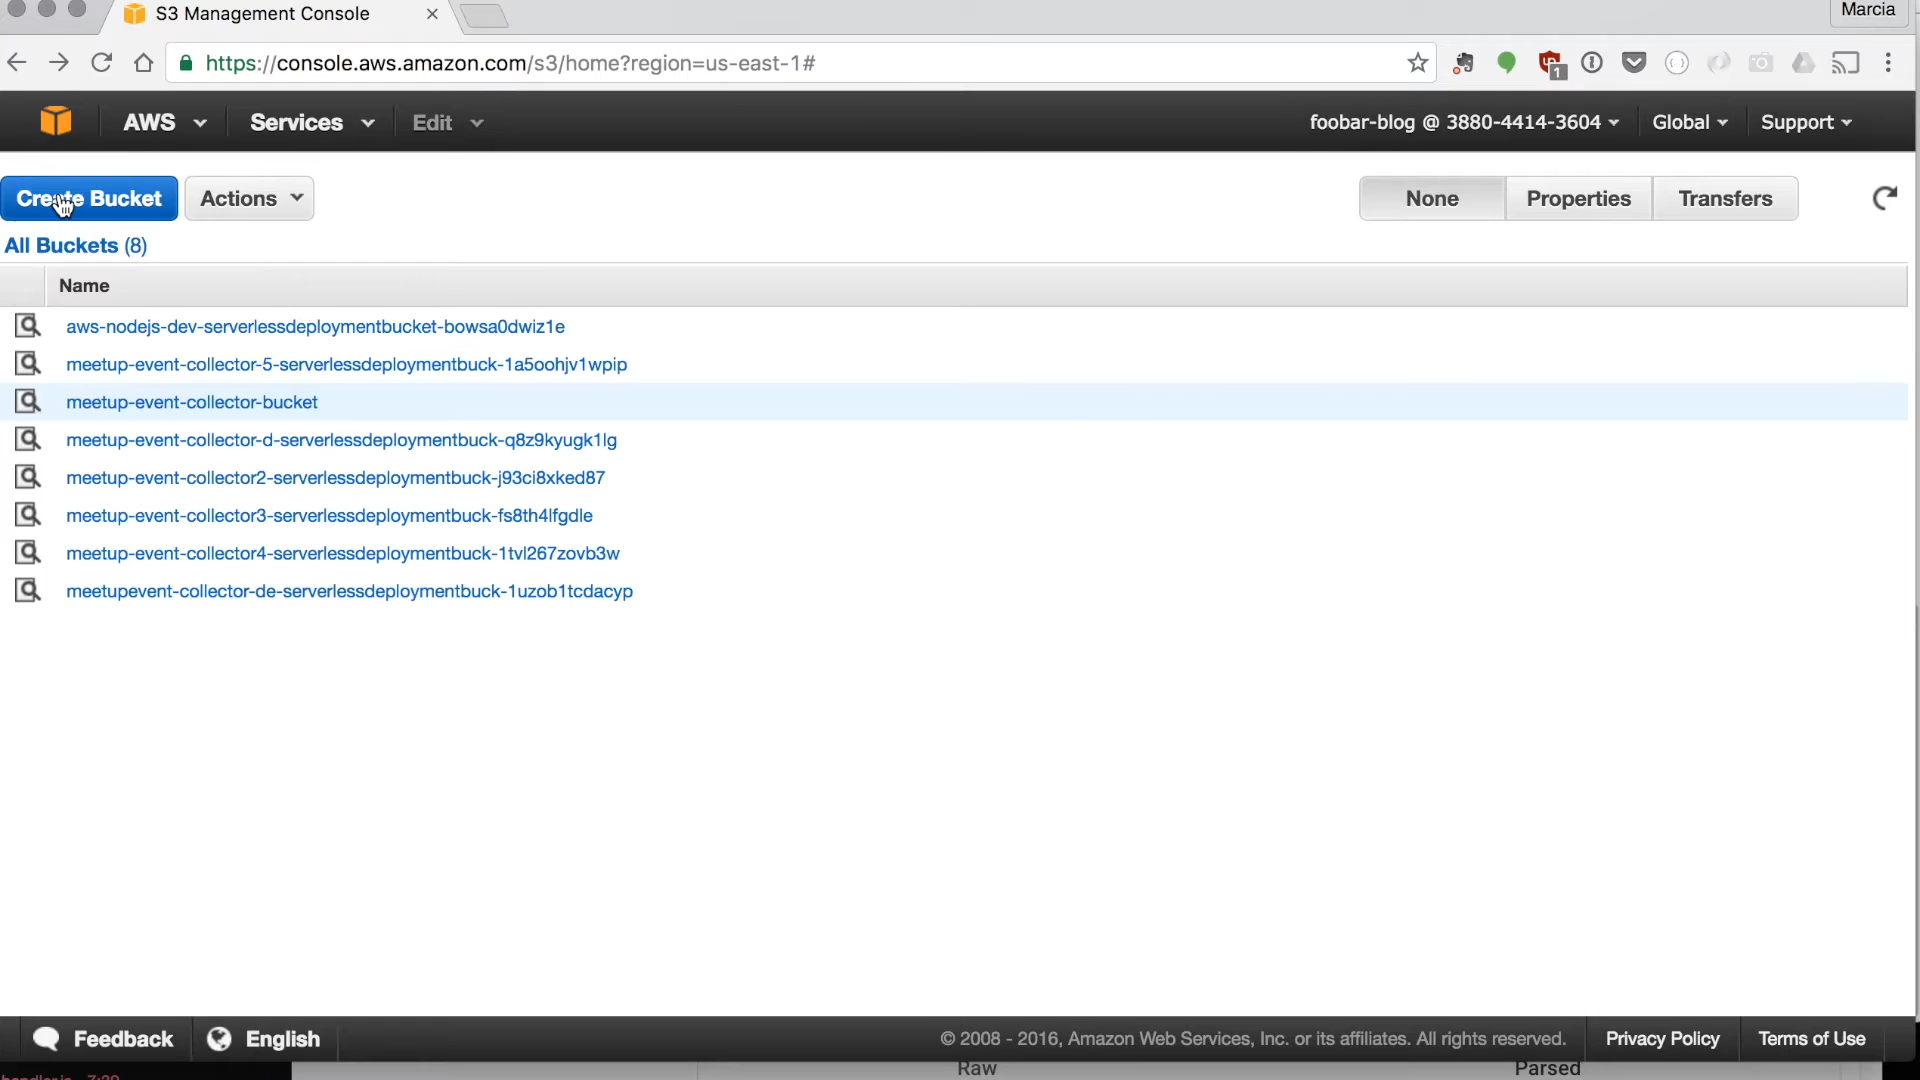 S3 Management Console
Marcia
https://console.aws.amazon.com/s3/home?region=us-east-1#
1
AWS Services Edit foobar-blog @ 3880-4414-3604 Global Support
Create Bucket Actions None Properties Transfers
All Buckets (8)
Name
aws-nodejs-dev-serverlessdeploymentbucket-bowsa0dwiz1e
meetup-event-collector-5-serverlessdeploymentbuck-1a5oohjv1wpip
meetup-event-collector-bucket
meetup-event-collector-d-serverlessdeploymentbuck-q8z9kyugk1lg
meetup-event-collector2-serverlessdeploymentbuck-j93ci8xked87
meetup-event-collector3-serverlessdeploymentbuck-fs8th4lfgdle
meetup-event-collector4-serverlessdeploymentbuck-1tvl267zovb3w
meetupevent-collector-de-serverlessdeploymentbuck-1uzob1tcdacyp
Feedback English © 2008 - 2016, Amazon Web Services, Inc. or its affiliates. All rights reserved. Privacy Policy Terms of Use
Raw Parsed